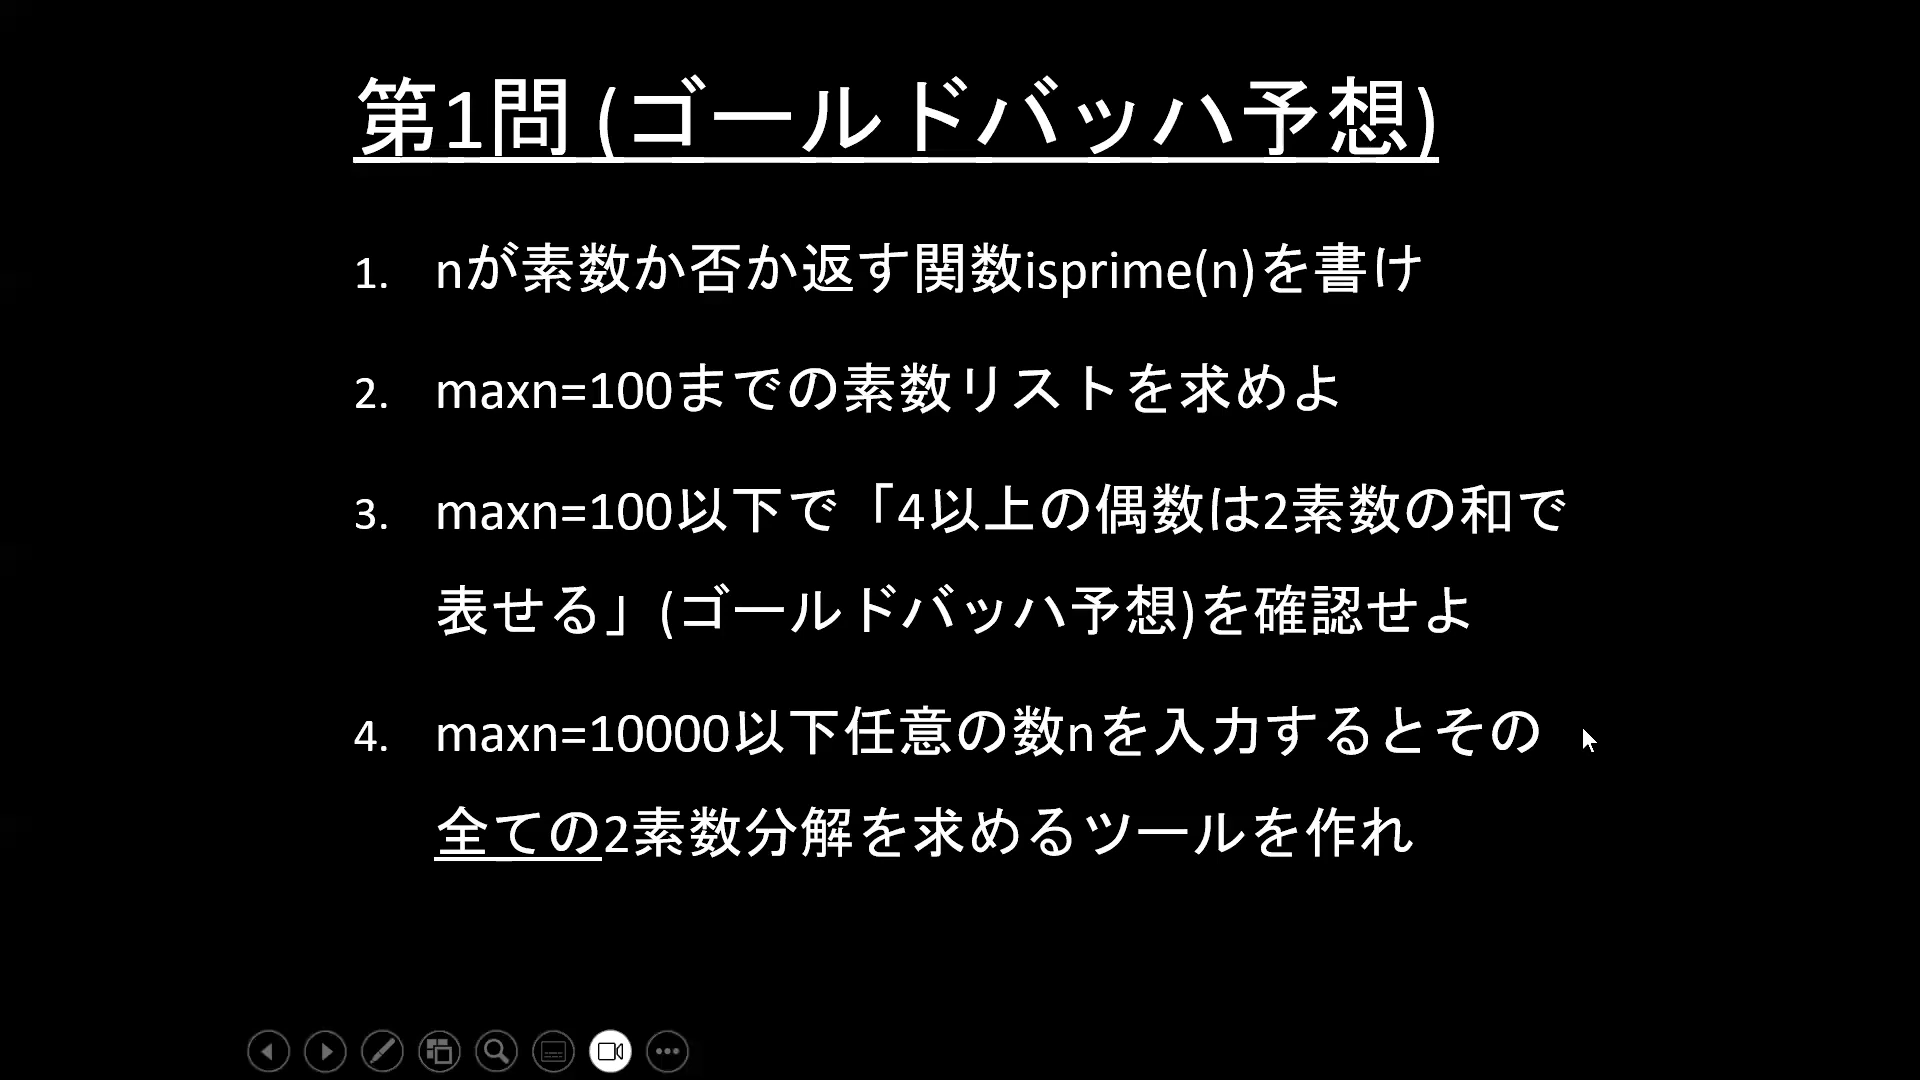 第1問 (ゴールドバッハ予想)
1. nが素数か否か返す関数isprime(n)を書け
2. maxn=100までの素数リストを求めよ
3. maxn=100以下で「4以上の偶数は2素数の和で
表せる」(ゴールドバッハ予想)を確認せよ
4. maxn=10000以下任意の数nを入力するとその
全ての2素数分解を求めるツールを作れ